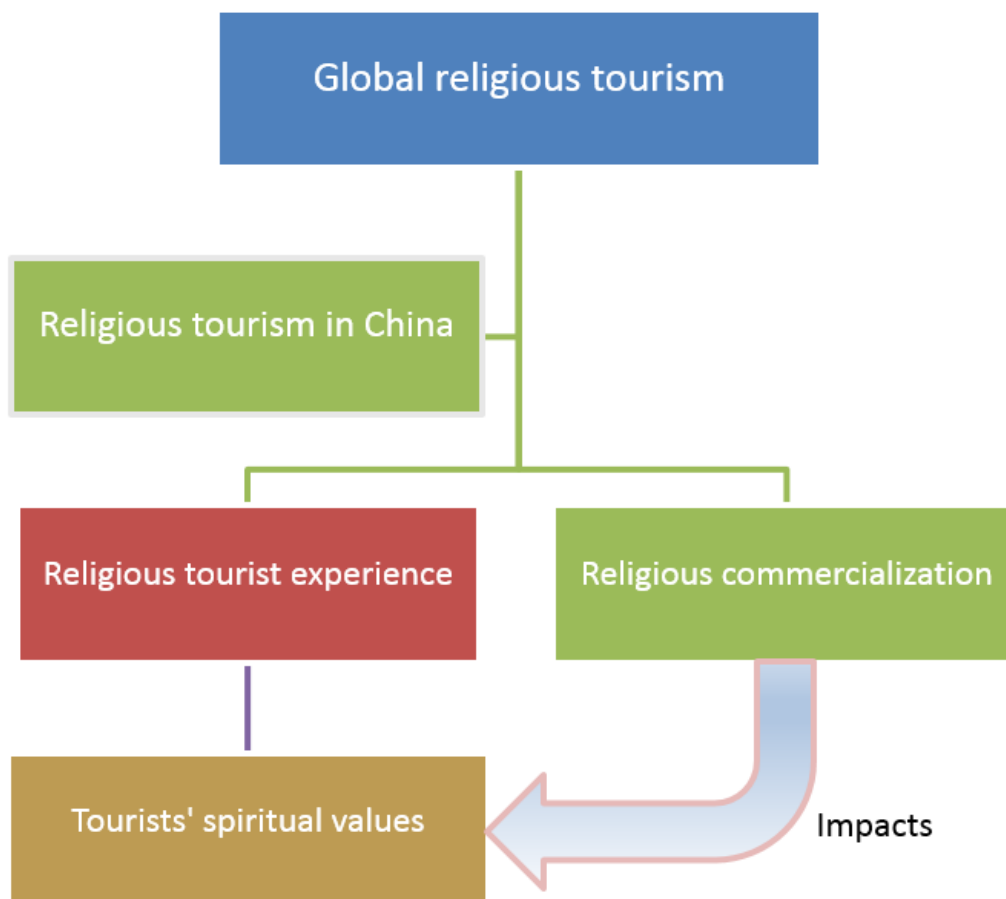 Global religious tourism
Religious tourism in China
Religious tourist experience
Religious commercialization
Tourists' spiritual values
Impacts